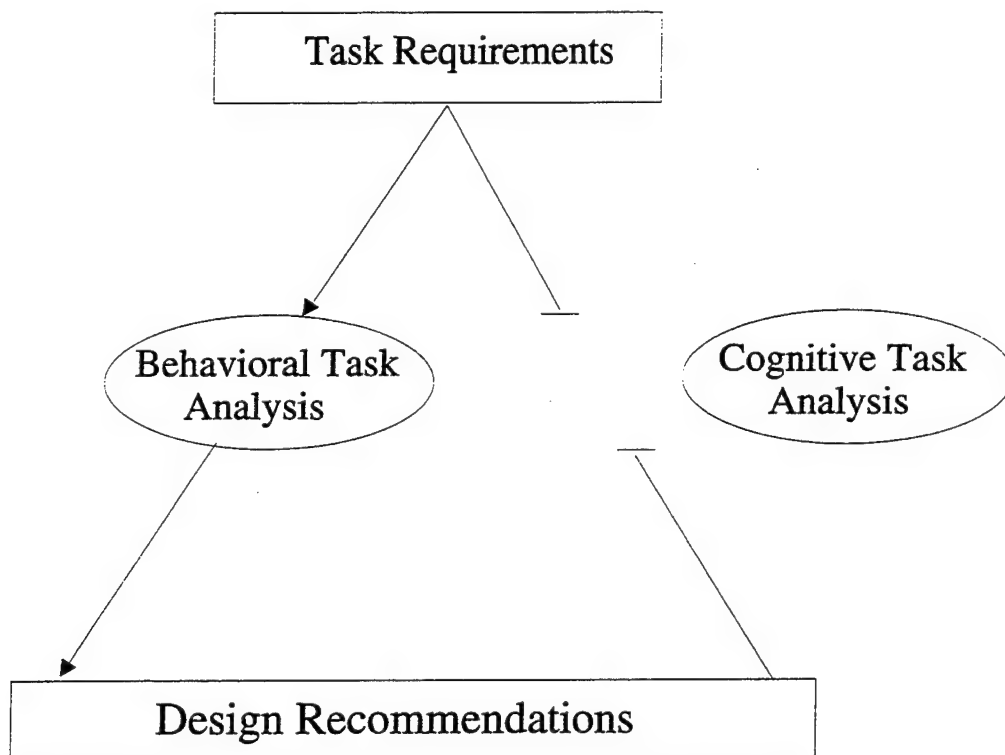 Task Requirements
Behavioral Task
Analysis
Cognitive Task
Analysis
Design Recommendations